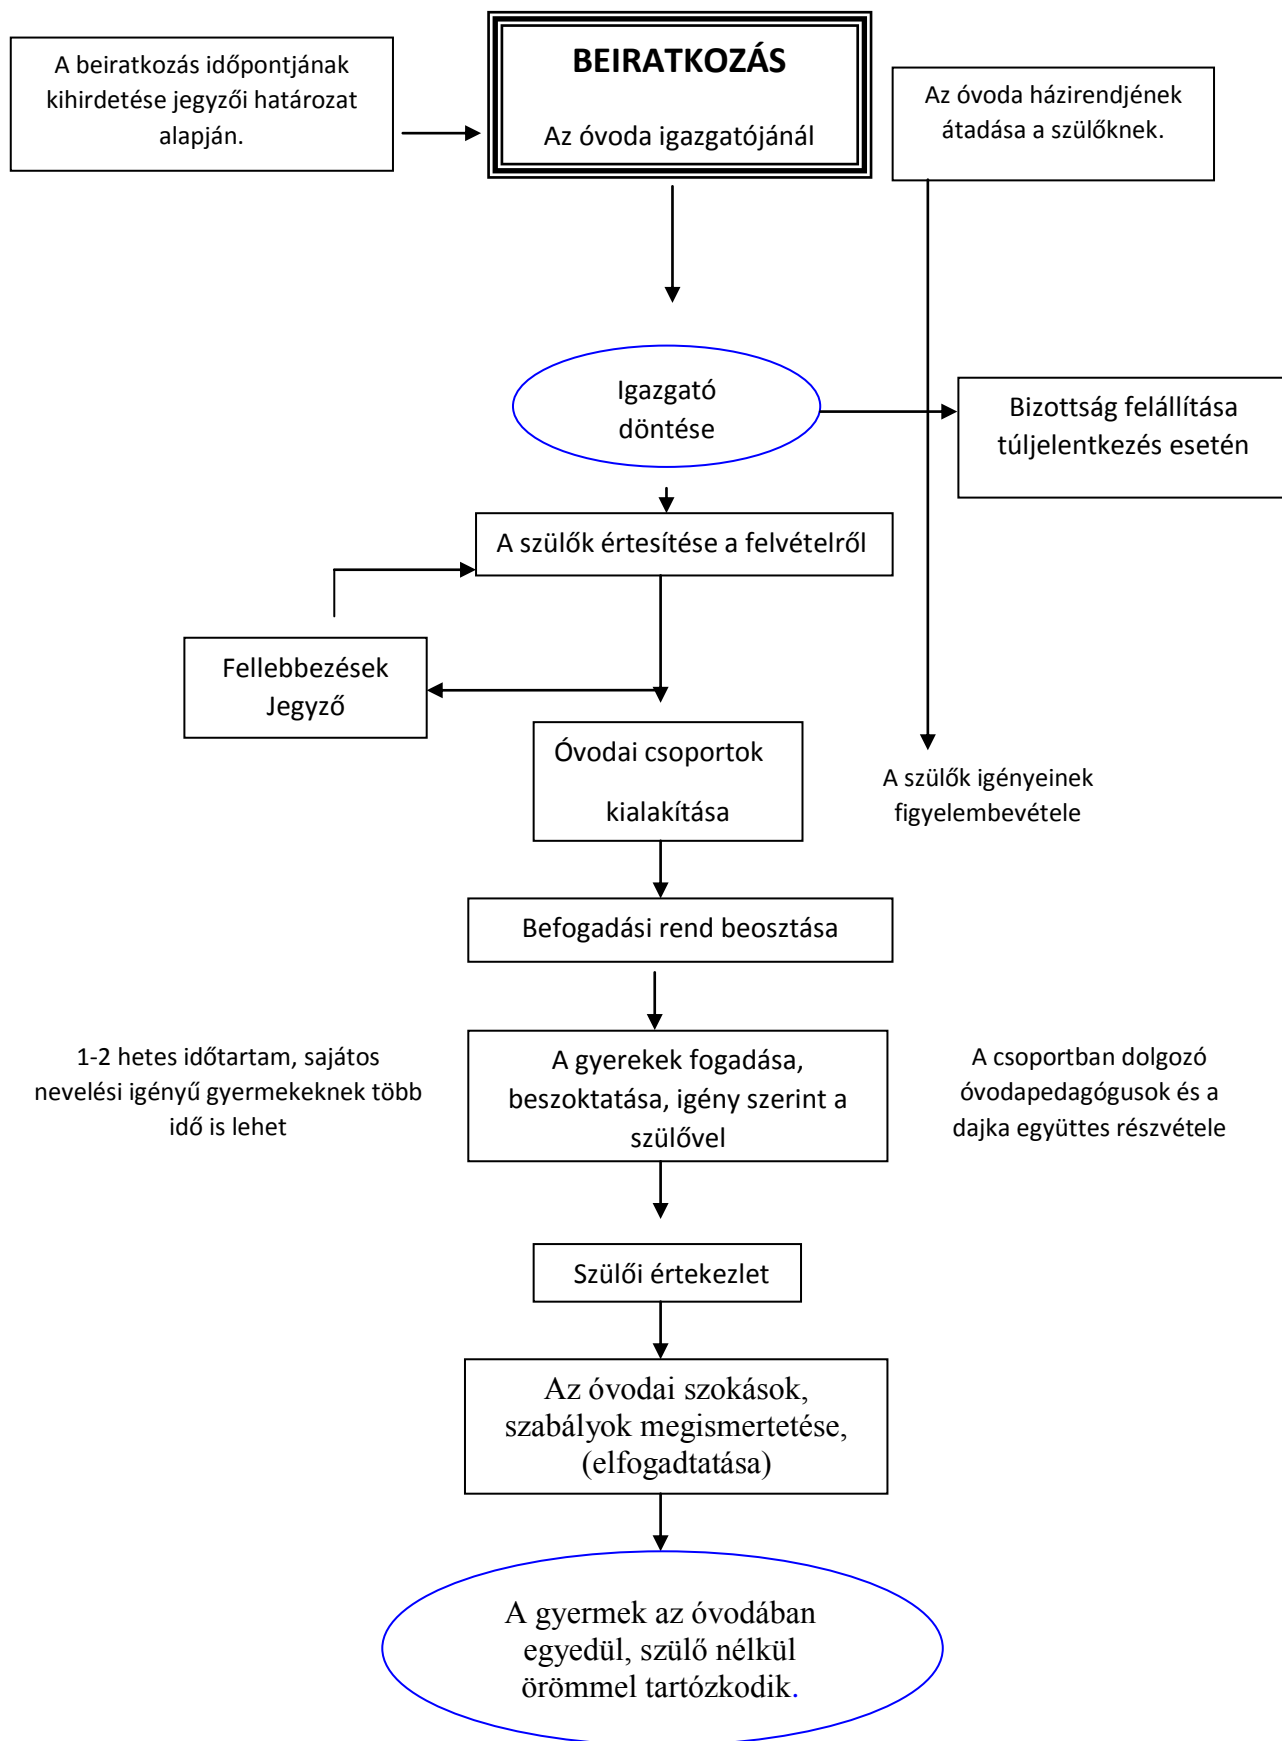 A beiratkozás időpontjának
kihirdetése jegyzői határozat
alapján.
BEIRATKOZÁS
Az óvoda igazgatójánál
Az óvoda házirendjének
átadása a szülőknek.
Igazgató
döntése
Bizottság felállítása
túljelentkezés esetén
A szülők értesítése a felvételről
Fellebbezések
Jegyző
Óvodai csoportok
kialakítása
A szülők igényeinek
figyelembevétele
Befogadási rend beosztása
1-2 hetes időtartam, sajátos
nevelési igényű gyermekeknek több
idő is lehet
A gyerekek fogadása,
beszoktatása, igény szerint a
szülővel
A csoportban dolgozó
óvodapedagógusok és a
dajka együttes részvétele
Szülői értekezlet
Az óvodai szokások,
szabályok megismertetése,
(elfogadtatása)
A gyermek az óvodában
egyedül, szülő nélkül
örömmel tartózkodik.